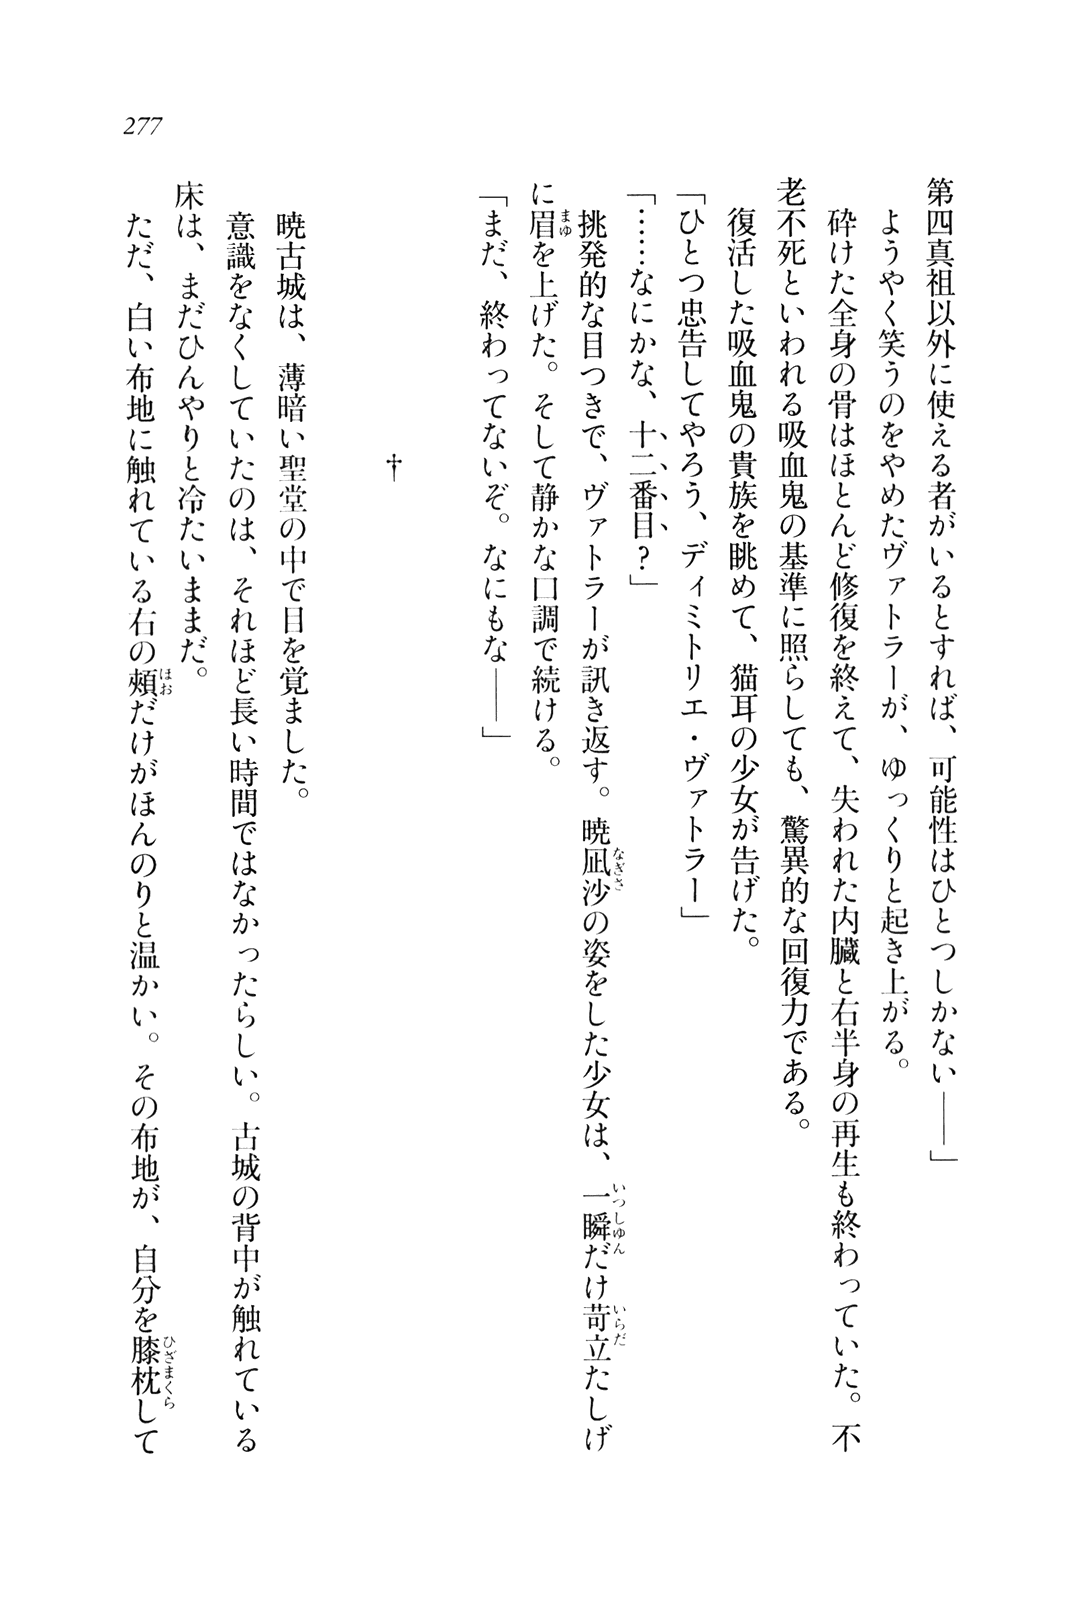 277
第四真祖以外に使える者がいるとすれば、可能性はひとつしかない――」
ようやく笑うのをやめたヴァトラーが、ゆっくりと起き上がる。
砕けた全身の骨はほとんど修復を終えて、失われた内臓と右半身の再生も終わっていた。不
老不死といわれる吸血鬼の基準に照らしても、驚異的な回復力である。
復活した吸血鬼の貴族を眺めて、猫耳の少女が告げた。
「ひとつ忠告してやろう、ディミトリエ・ヴァトラー」
「……なにかな、十二番目?」
挑発的な目つきで、ヴァトラーが訊き返す。暁凪沙の姿をした少女は、一瞬だけ苛立たしげ
に眉を上げた。そして静かな口調で続ける。
「まだ、終わってないぞ。なにもな――」
†
暁古城は、薄暗い聖堂の中で目を覚ました。
意識をなくしていたのは、それほど長い時間ではなかったらしい。古城の背中が触れている
床は、まだひんやりと冷たいままだ。
ただ、白い布地に触れている右の頰だけがほんのりと温かい。その布地が、自分を膝枕して